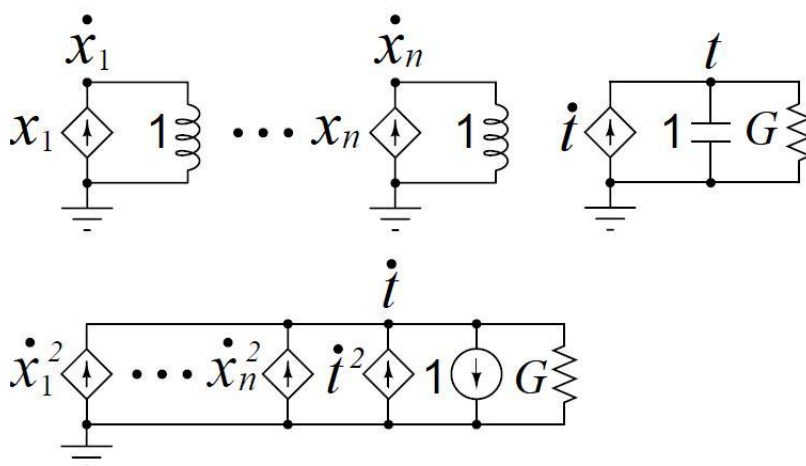 ẋ₁ ẋₙ t
x₁ 1 ••• xₙ 1 ṫ 1 G
ṫ
ẋ₁² ••• ẋₙ² ṫ² 1 G